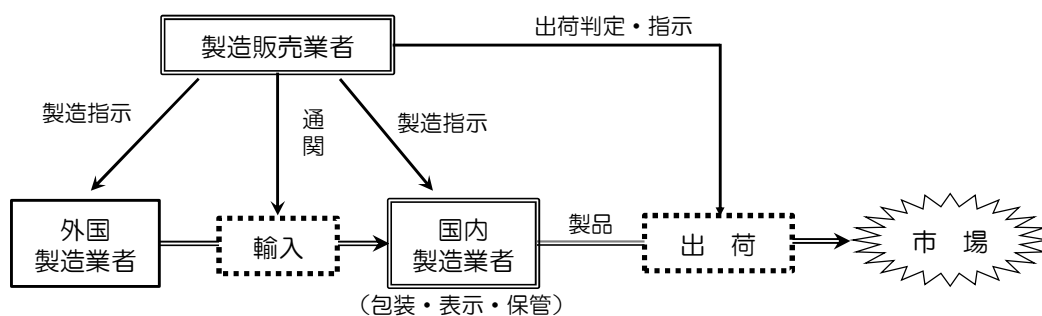 出荷判定・指示
製造販売業者
製造指示
通
関
製造指示
外国
製造業者
輸入
国内
製造業者
製品
出 荷
市 場
（包装・表示・保管）